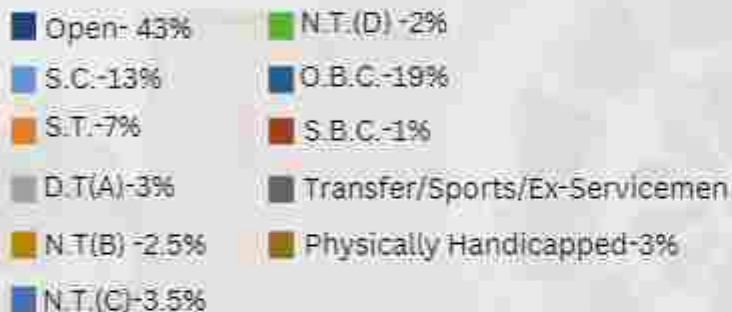 Open- 43%
S.C.-13%
S.T.-7%
D.T(A)-3%
N.T(B) -2.5%
N.T.(C)-3.5%
N.T.(D) -2%
O.B.C.-19%
S.B.C.-1%
Transfer/Sports/Ex-Servicemen
Physically Handicapped-3%